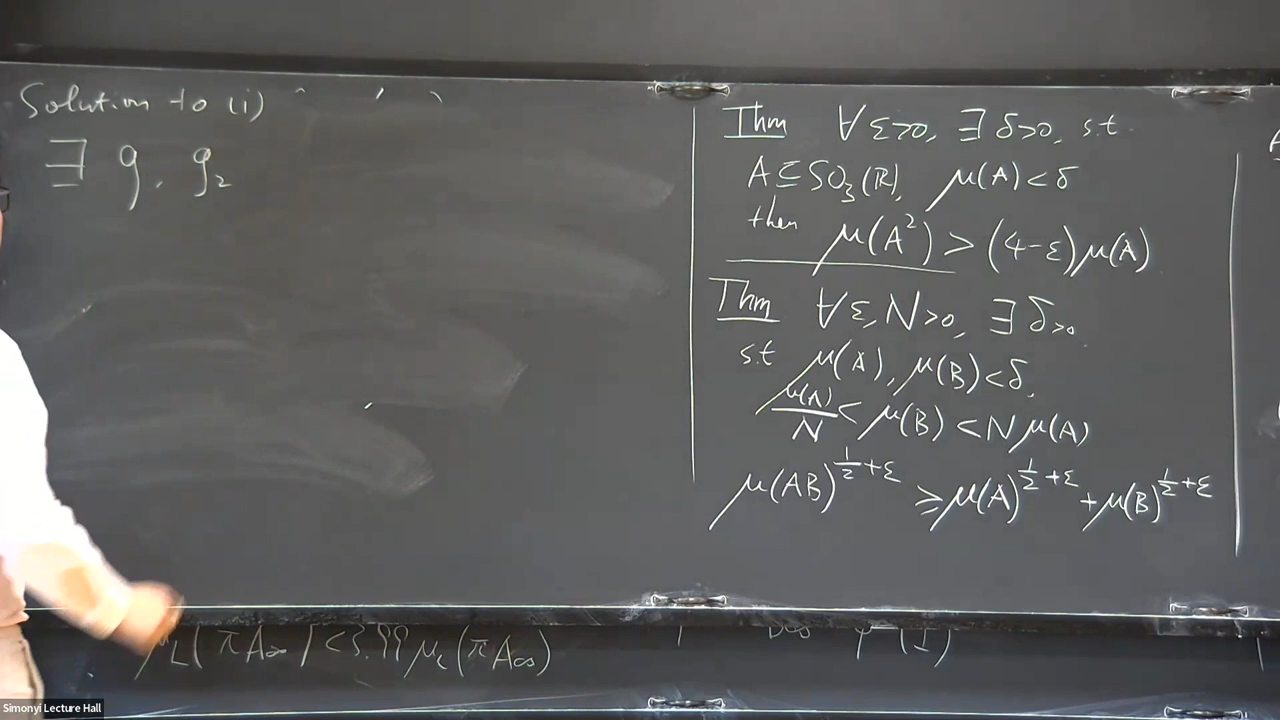 Solution to (i)
∃ g, g₂
Thm ∀ ε>0, ∃ δ>0, s.t.
A ⊆ SO₃(ℝ), μ(A) < δ
then μ(A²) > (4-ε)μ(A)
Thm ∀ ε, N>0, ∃ δ>0
s.t μ(A), μ(B) < δ,
μ(A)/N < μ(B) < N μ(A)
μ(AB)^{1/2+ε} ≥ μ(A)^{1/2+ε} + μ(B)^{1/2+ε}
μ_L(πA∞) < 3.99 μ_L(πA∞)
Simonyi Lecture Hall